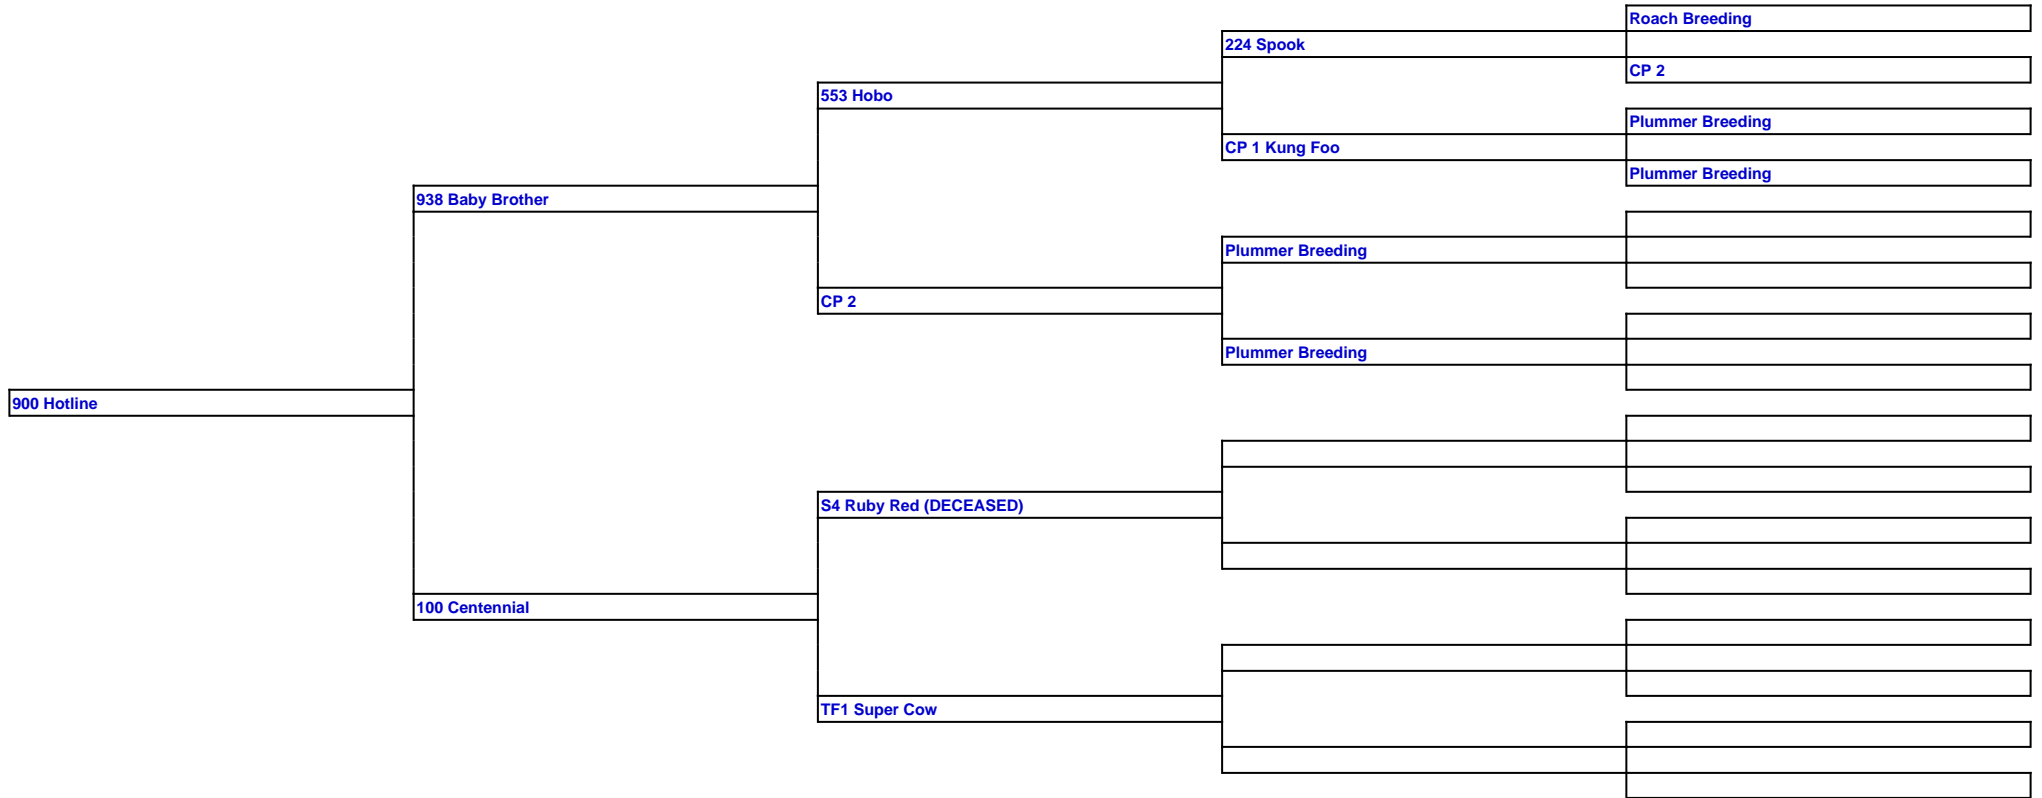 Roach Breeding
224 Spook
CP 2
553 Hobo
Plummer Breeding
CP 1 Kung Foo
Plummer Breeding
938 Baby Brother
Plummer Breeding
CP 2
Plummer Breeding
900 Hotline
S4 Ruby Red (DECEASED)
100 Centennial
TF1 Super Cow